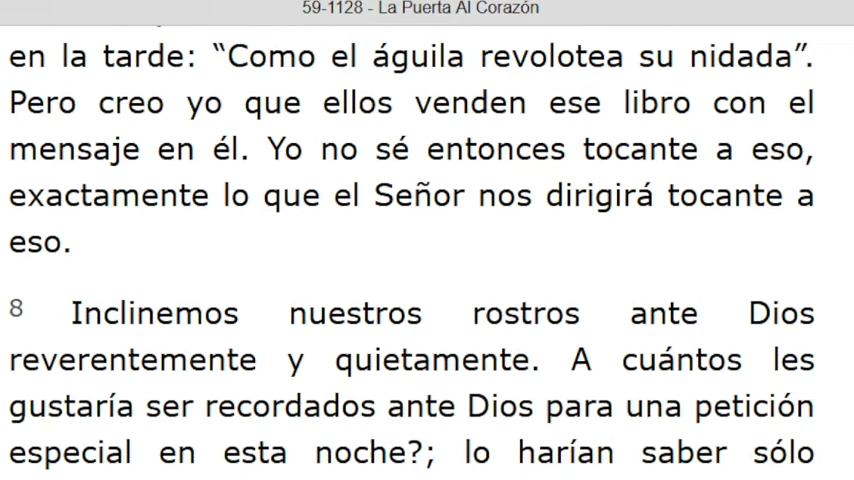 59-1128 - La Puerta Al Corazón
en la tarde: “Como el águila revolotea su nidada”.
Pero creo yo que ellos venden ese libro con el
mensaje en él. Yo no sé entonces tocante a eso,
exactamente lo que el Señor nos dirigirá tocante a
eso.
8 Inclinemos nuestros rostros ante Dios
reverentemente y quietamente. A cuántos les
gustaría ser recordados ante Dios para una petición
especial en esta noche?; lo harían saber sólo